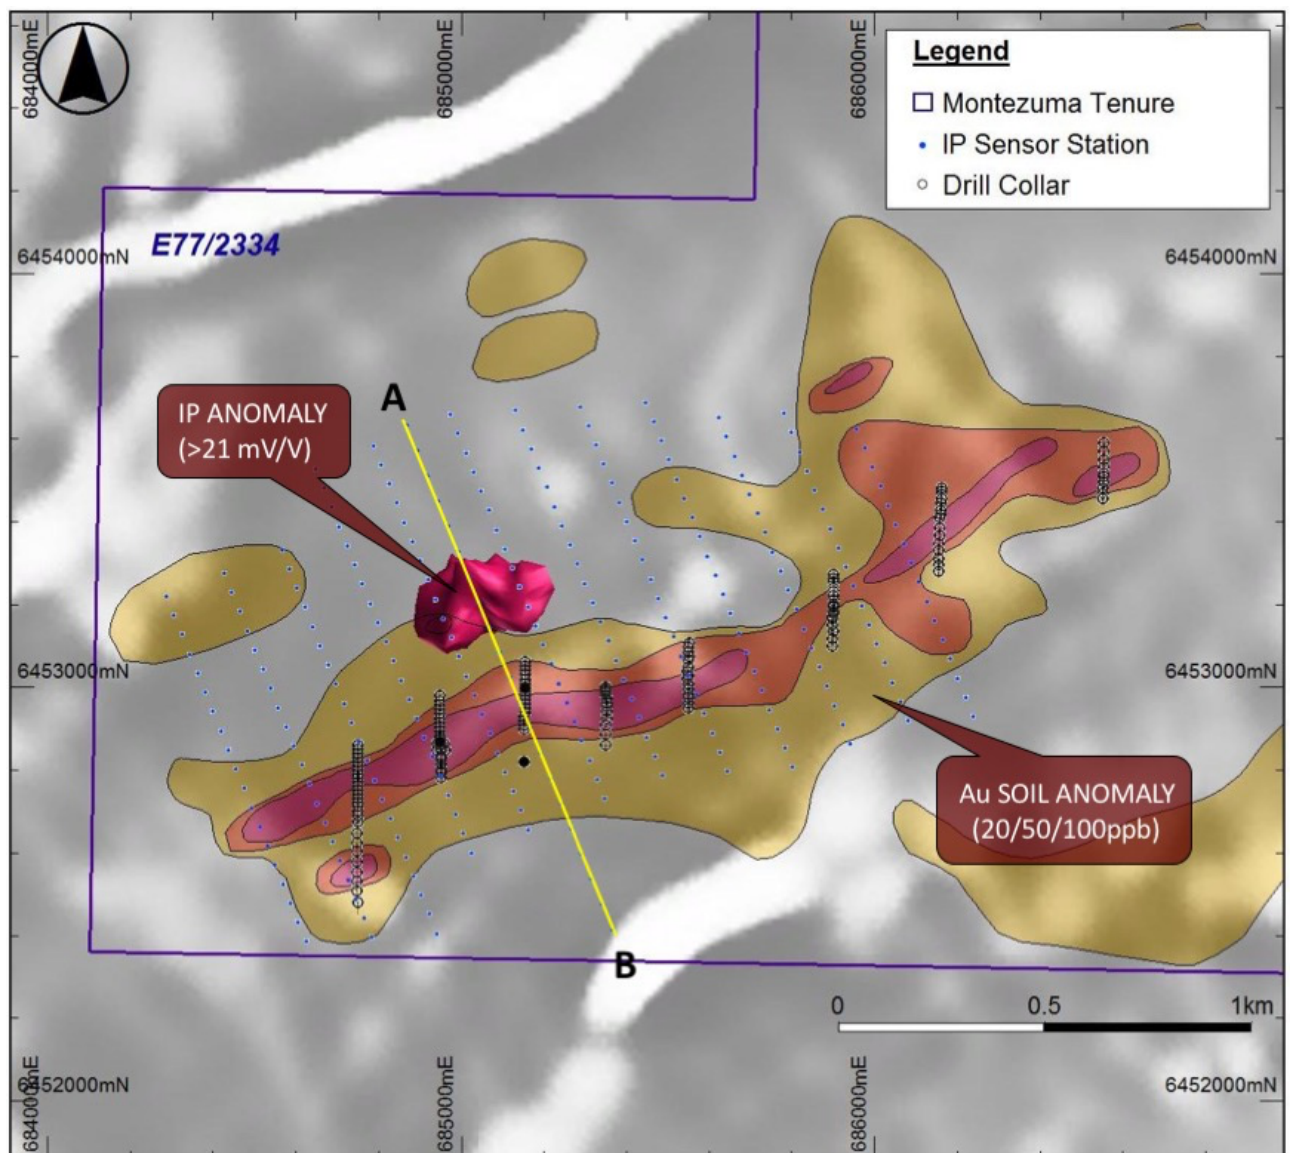 684000mE
685000mE
686000mE
Legend
Montezuma Tenure
IP Sensor Station
Drill Collar
E77/2334
6454000mN
6454000mN
A
IP ANOMALY
(>21 mV/V)
6453000mN
6453000mN
Au SOIL ANOMALY
(20/50/100ppb)
B
0
0.5
1km
6452000mN
6452000mN
684000mE
685000mE
686000mE